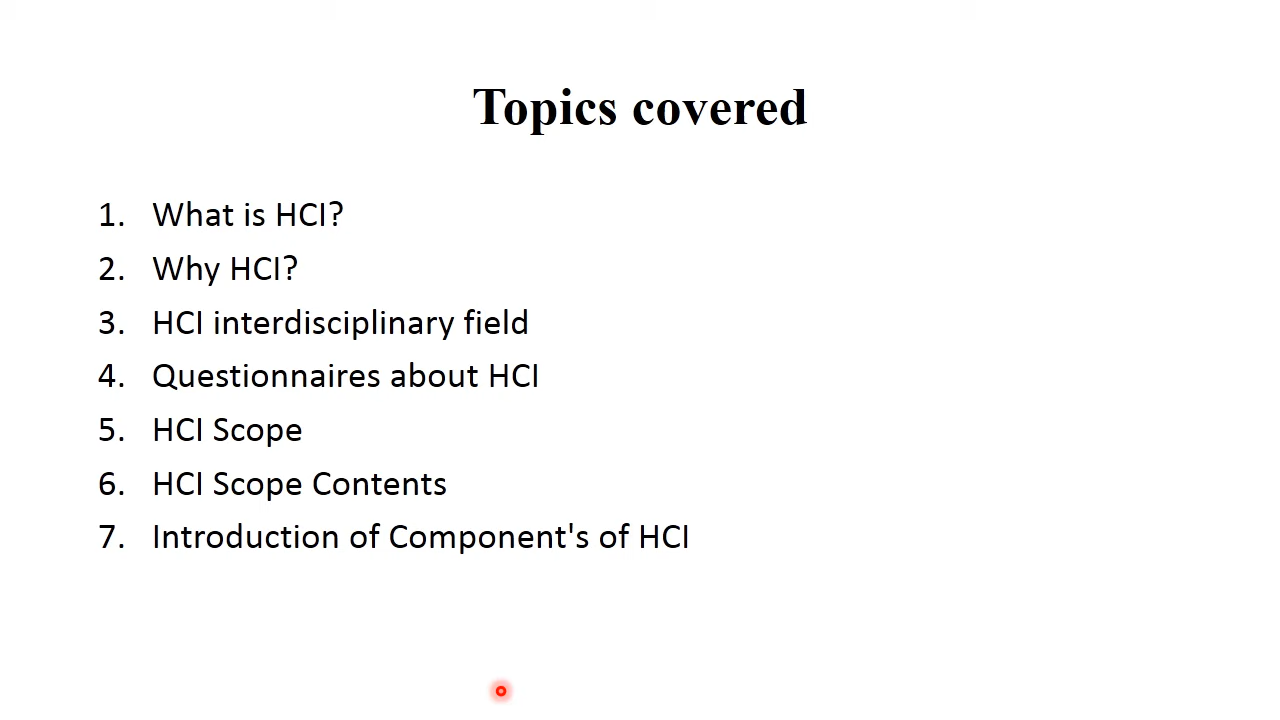 Topics covered
1. What is HCI?
2. Why HCI?
3. HCI interdisciplinary field
4. Questionnaires about HCI
5. HCI Scope
6. HCI Scope Contents
7. Introduction of Component's of HCI